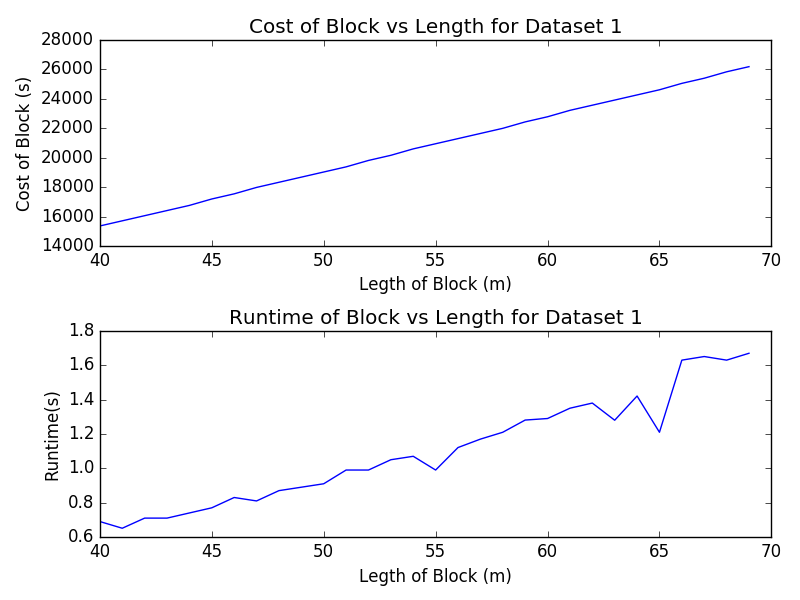 Cost of Block vs Length for Dataset 1
28000
26000
24000
22000
20000
18000
16000
14000
Cost of Block (s)
40 45 50 55 60 65 70
Legth of Block (m)
Runtime of Block vs Length for Dataset 1
1.8
1.6
1.4
1.2
1.0
0.8
0.6
Runtime(s)
40 45 50 55 60 65 70
Legth of Block (m)